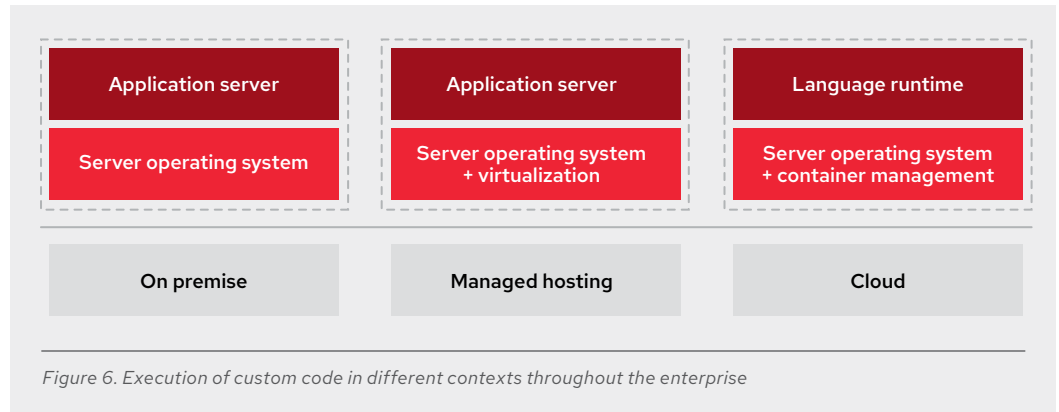 Application server
Application server
Language runtime
Server operating system
Server operating system
+ virtualization
Server operating system
+ container management
On premise
Managed hosting
Cloud
Figure 6. Execution of custom code in different contexts throughout the enterprise